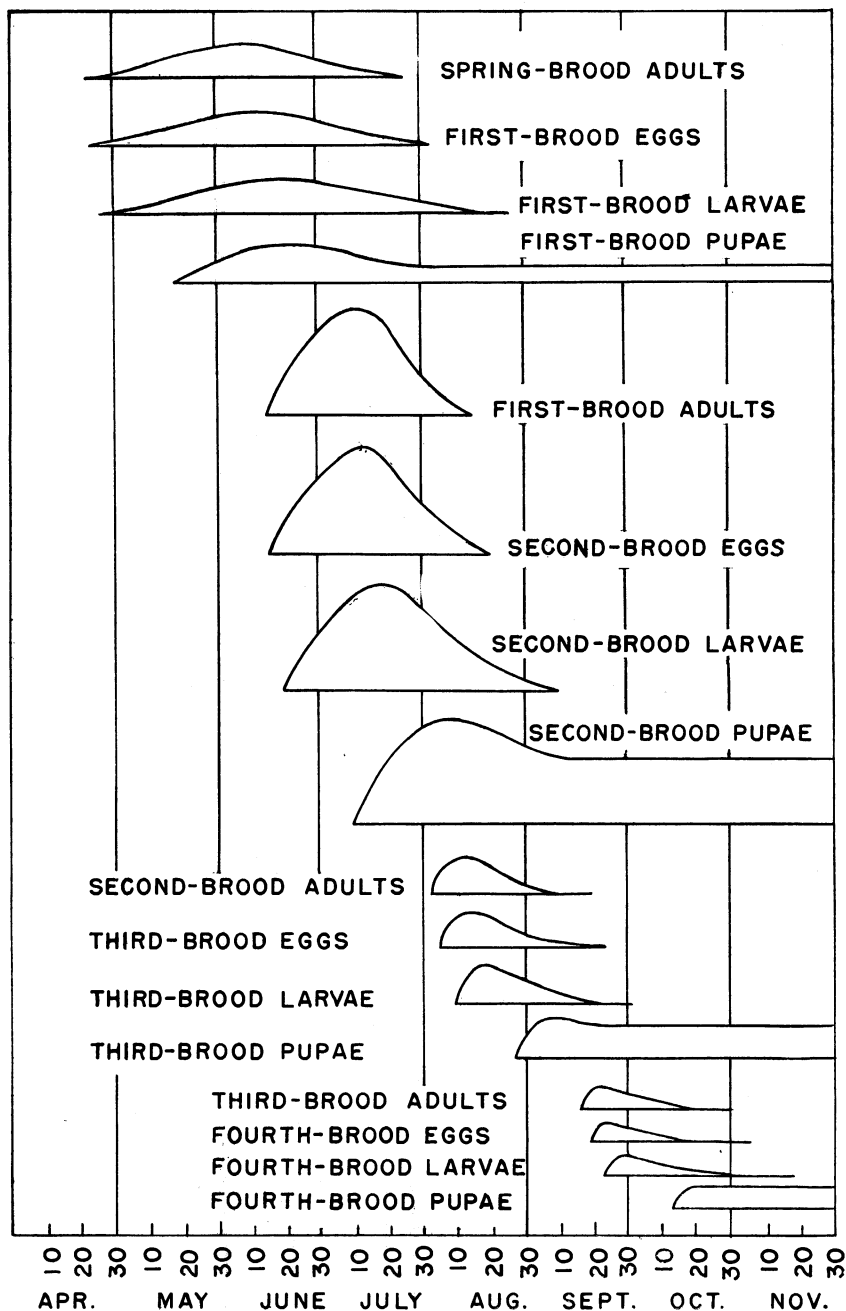 SPRING-BROOD ADULTS
FIRST-BROOD EGGS
FIRST-BROOD LARVAE
FIRST-BROOD PUPAE
FIRST-BROOD ADULTS
SECOND-BROOD EGGS
SECOND-BROOD LARVAE
SECOND-BROOD PUPAE
SECOND-BROOD ADULTS
THIRD-BROOD EGGS
THIRD-BROOD LARVAE
THIRD-BROOD PUPAE
THIRD-BROOD ADULTS
FOURTH-BROOD EGGS
FOURTH-BROOD LARVAE
FOURTH-BROOD PUPAE
10 20 30 10 20 30 10 20 30 10 20 30 10 20 30 10 20 30 10 20 30 10 20 30
APR. MAY JUNE JULY AUG. SEPT. OCT. NOV.